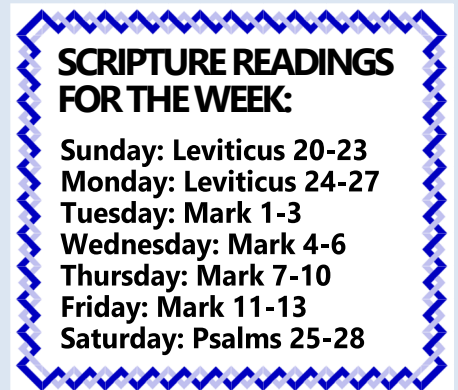 SCRIPTURE READINGS
FOR THE WEEK:
Sunday: Leviticus 20-23
Monday: Leviticus 24-27
Tuesday: Mark 1-3
Wednesday: Mark 4-6
Thursday: Mark 7-10
Friday: Mark 11-13
Saturday: Psalms 25-28